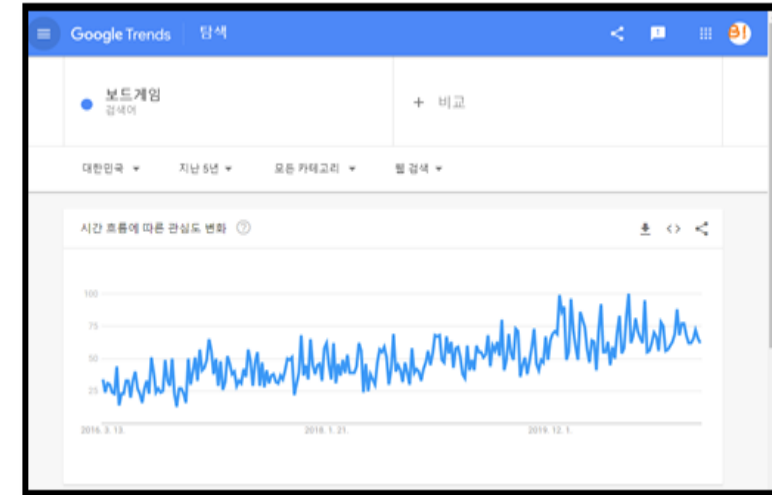 Google Trends 탐색
보드게임
검색어
+ 비교
대한민국 지난 5년 모든 카테고리 웹 검색
시간 흐름에 따른 관심도 변화
100
75
50
25
2016. 3. 13. 2018. 1. 21. 2019. 12. 1.